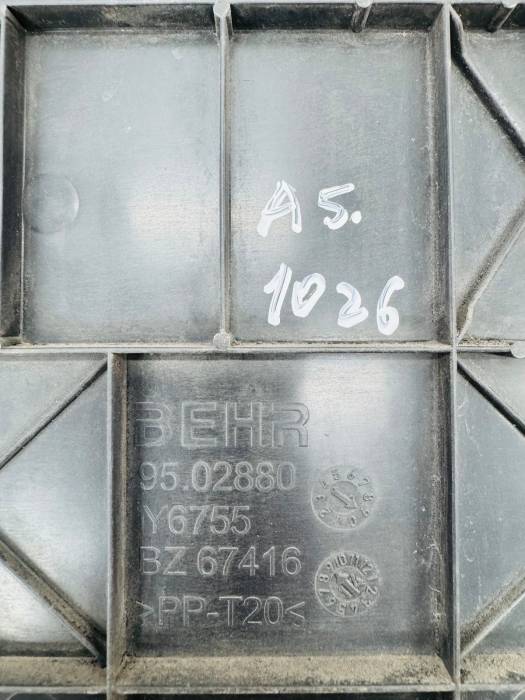 A5.
1026
BEHR
95.02880
Y6755
BZ 67416
>PP-T20<